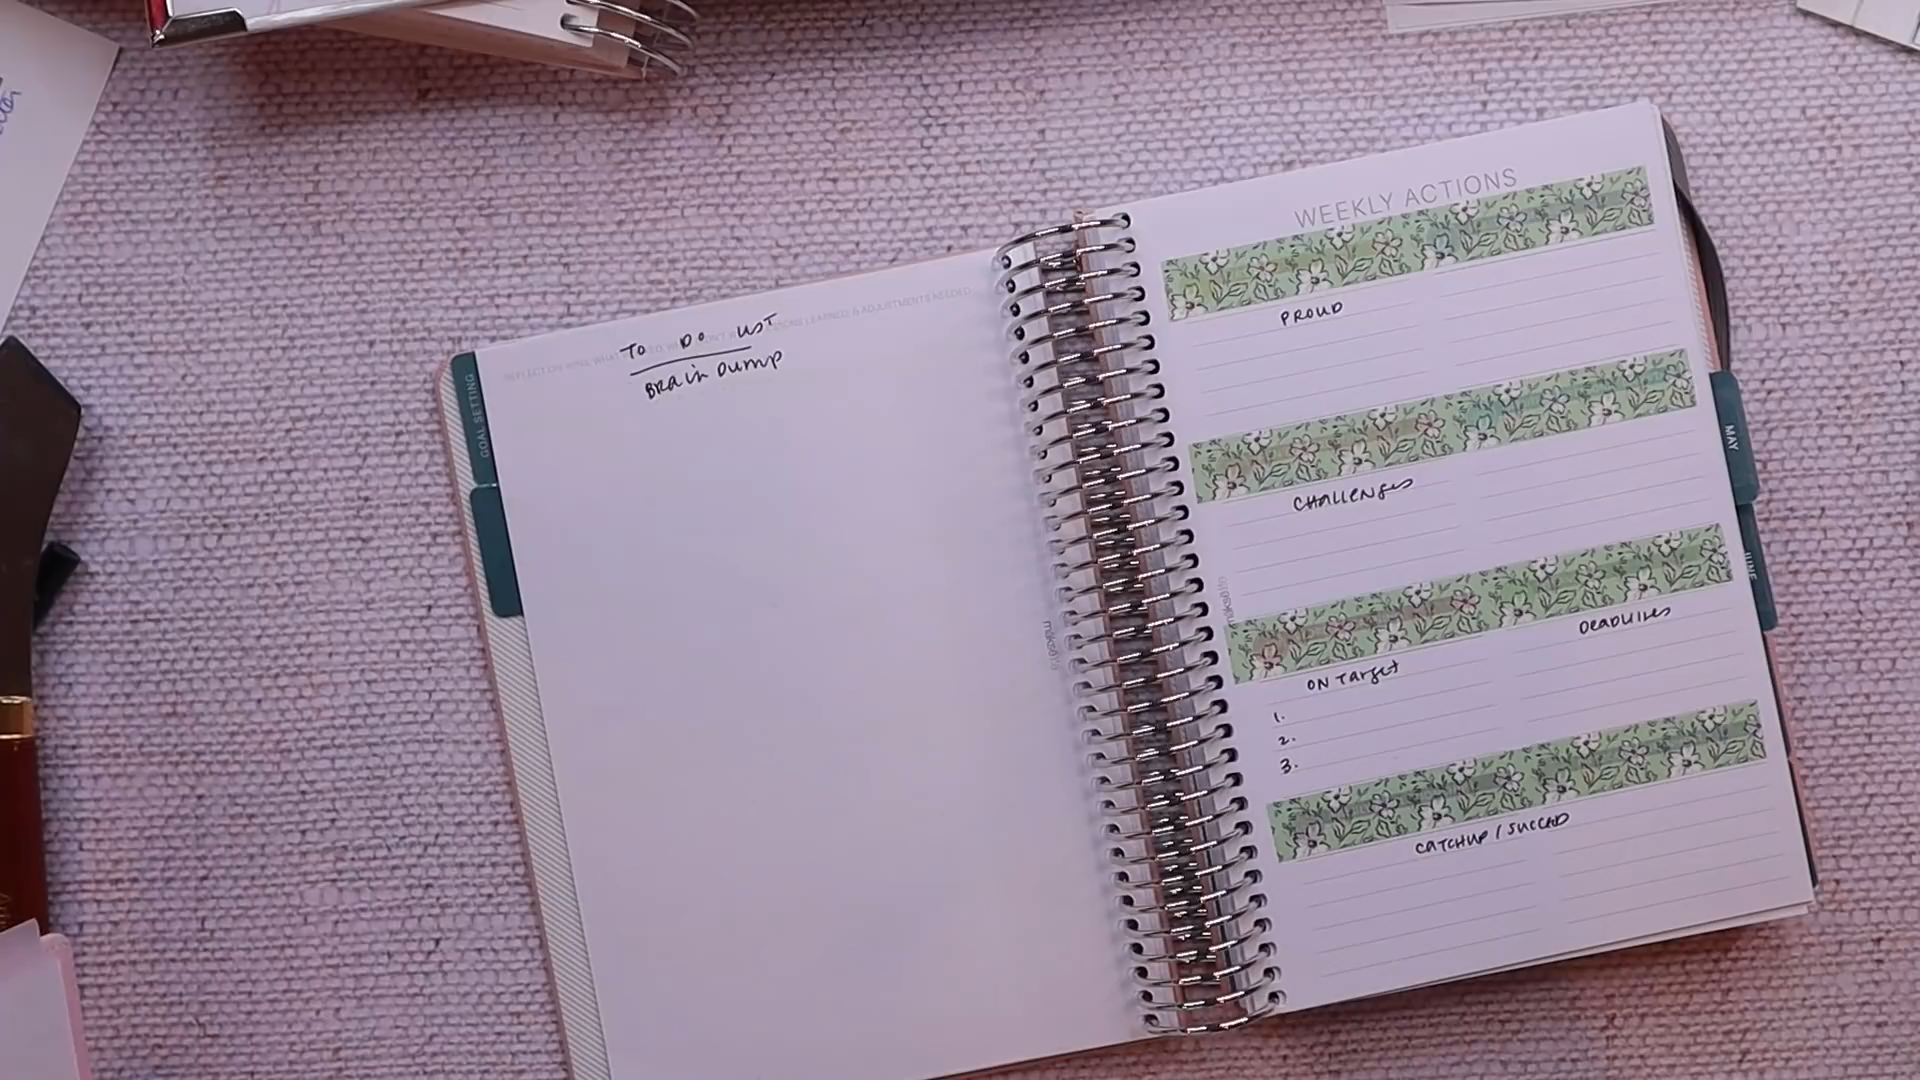 TO DO LIST
BRain Dump
GOAL SETTING
WEEKLY ACTIONS
PROUD
CHALLENGES
ON TARGET
DEADLINES
1.
2.
3.
CATCHUP / SUCCED
MAY
JUNE